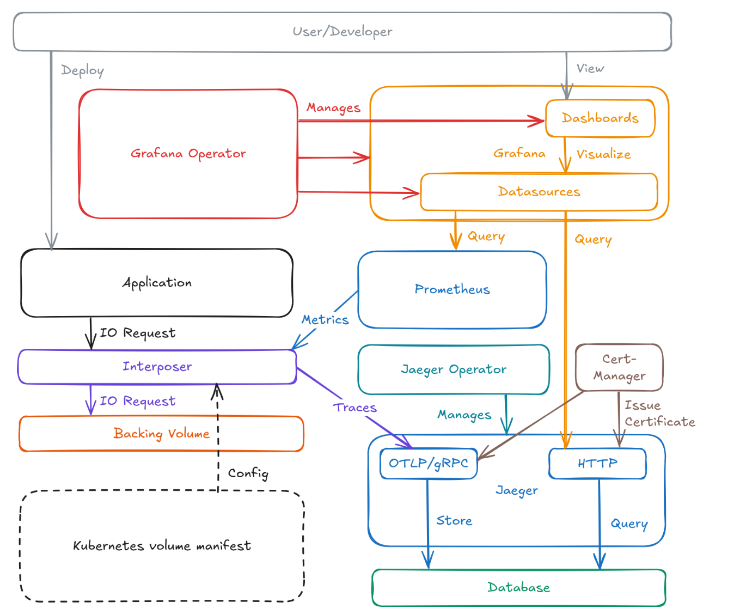 User/Developer
Deploy
View
Manages
Dashboards
Grafana Operator
Grafana
Visualize
Datasources
Query
Query
Application
Prometheus
Metrics
IO Request
Interposer
Jaeger Operator
Cert-
Manager
IO Request
Traces
Manages
Issue
Certificate
Backing Volume
OTLP/gRPC
HTTP
Config
Jaeger
Store
Query
Kubernetes volume manifest
Database